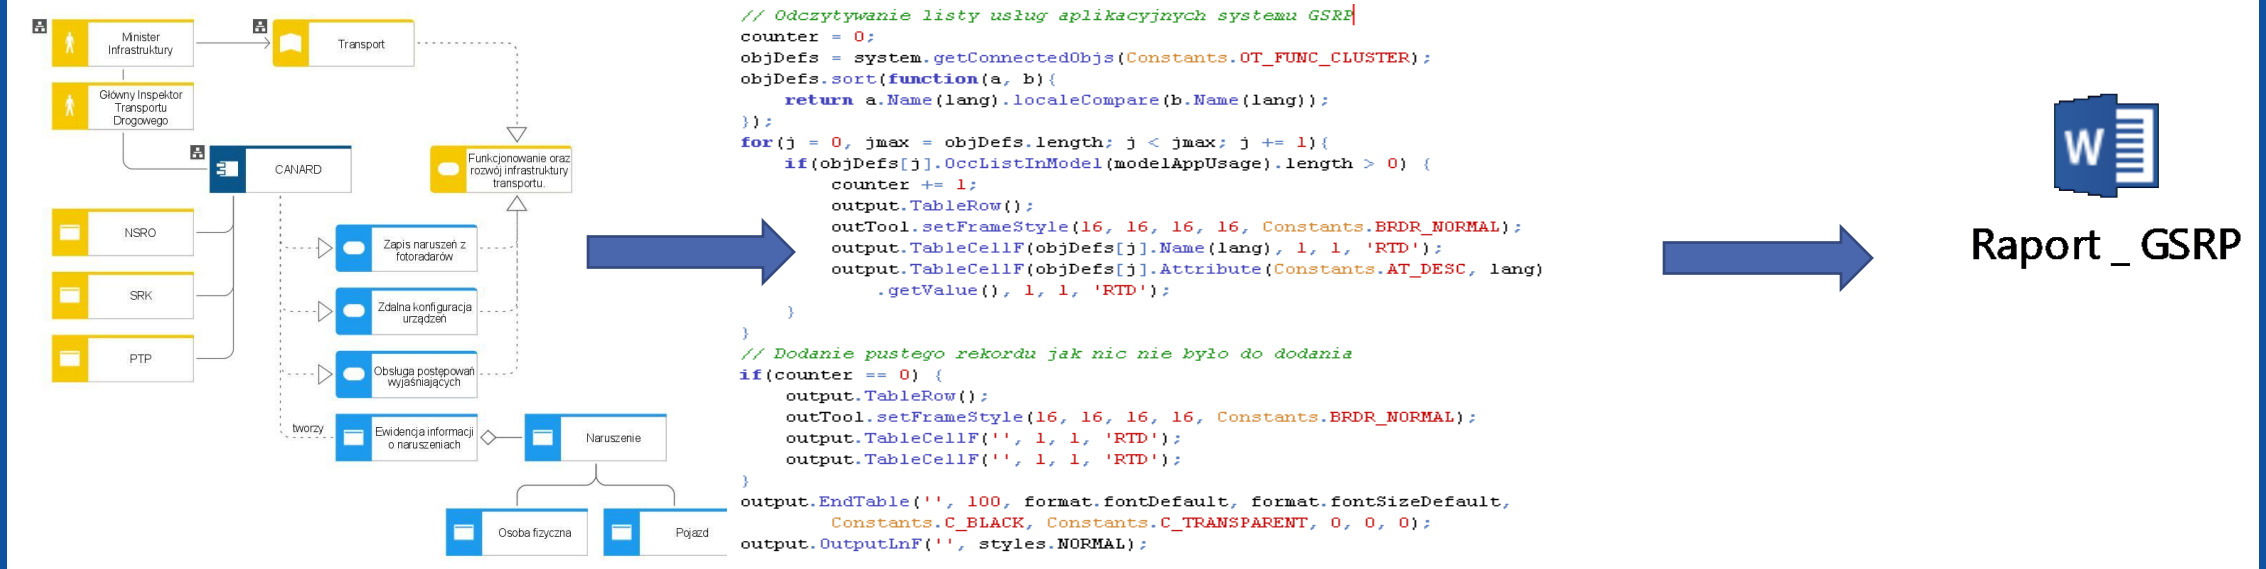 Minister
Infrastruktury
Transport
Główny Inspektor
Transportu
Drogowego
CANARD
Funkcjonowanie oraz
rozwój infrastruktury
transportu.
NSRO
Zapis naruszeń z
fotoradarów
SRK
Zdalna konfiguracja
urządzeń
PTP
Obsługa postępowań
wyjaśniających
tworzy
Ewidencja informacji
o naruszeniach
Naruszenie
Osoba fizyczna
Pojazd
// Odczytywanie listy usług aplikacyjnych systemu GSRP
counter = 0;
objDefs = system.getConnectedObjs(Constants.OT_FUNC_CLUSTER);
objDefs.sort(function(a, b){
    return a.Name(lang).localeCompare(b.Name(lang));
});
for(j = 0, jmax = objDefs.length; j < jmax; j += 1){
    if(objDefs[j].OccListInModel(modelAppUsage).length > 0) {
        counter += 1;
        output.TableRow();
        outTool.setFrameStyle(16, 16, 16, 16, Constants.BRDR_NORMAL);
        output.TableCellF(objDefs[j].Name(lang), 1, 1, 'RTD');
        output.TableCellF(objDefs[j].Attribute(Constants.AT_DESC, lang)
            .getValue(), 1, 1, 'RTD');
    }
}
// Dodanie pustego rekordu jak nic nie było do dodania
if(counter == 0) {
    output.TableRow();
    outTool.setFrameStyle(16, 16, 16, 16, Constants.BRDR_NORMAL);
    output.TableCellF('', 1, 1, 'RTD');
    output.TableCellF('', 1, 1, 'RTD');
}
output.EndTable('', 100, format.fontDefault, format.fontSizeDefault,
        Constants.C_BLACK, Constants.C_TRANSPARENT, 0, 0, 0);
output.OutputLnF('', styles.NORMAL);
W
Raport _ GSRP